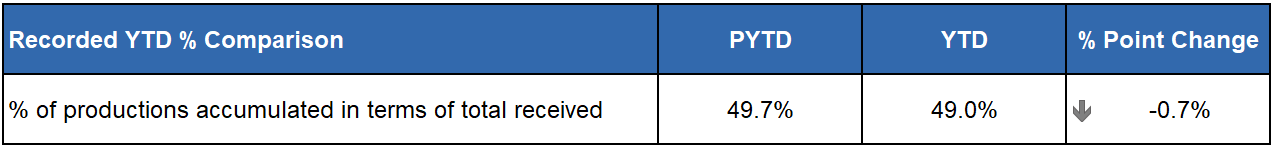 Recorded YTD % Comparison PYTD YTD % Point Change
% of productions accumulated in terms of total received 49.7% 49.0% -0.7%